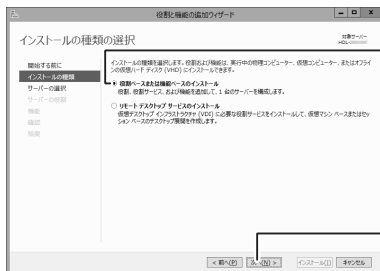 役割と機能の追加ウィザード
インストールの種類の選択
対象サーバー
HDL-
開始する前に
インストールの種類
サーバーの選択
サーバーの役割
機能
確認
結果
インストールの種類を選択します。役割および機能は、実行中の物理コンピューター、仮想コンピューター、またはオフライ
ンの仮想ハード ディスク (VHD) にインストールできます。
役割ベースまたは機能ベースのインストール
役割、役割サービス、および機能を追加して、1 台のサーバーを構成します。
リモート デスクトップ サービスのインストール
仮想デスクトップ インフラストラクチャ (VDI) に必要な役割サービスをインストールして、仮想マシン ベースまたはセッ
ション ベースのデスクトップ展開を作成します。
< 前へ(P)
次へ(N) >
インストール(I)
キャンセル